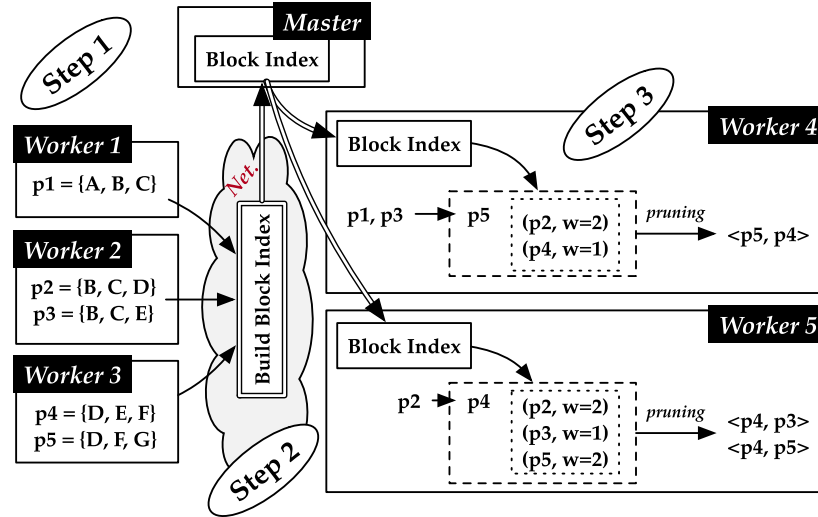 Step 1
Master
Block Index
Worker 1
p1 = {A, B, C}
Worker 2
p2 = {B, C, D}
p3 = {B, C, E}
Worker 3
p4 = {D, E, F}
p5 = {D, F, G}
Net.
Build Block Index
Step 2
Step 3
Worker 4
Block Index
p1, p3
p5
(p2, w=2)
(p4, w=1)
pruning
<p5, p4>
Worker 5
Block Index
p2
p4
(p2, w=2)
(p3, w=1)
(p5, w=2)
pruning
<p4, p3>
<p4, p5>